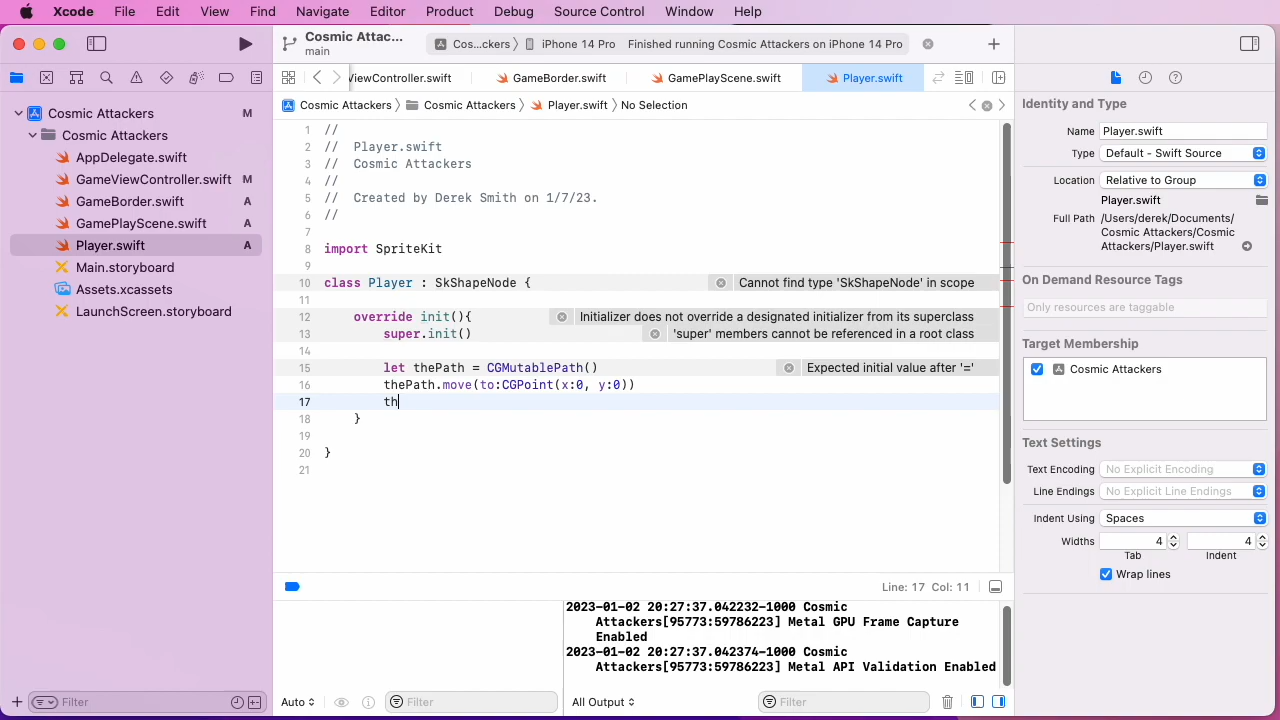 Xcode File Edit View Find Navigate Editor Product Debug Source Control Window Help
Cosmic Attac...
main
Cos...ckers iPhone 14 Pro Finished running Cosmic Attackers on iPhone 14 Pro
ViewController.swift GameBorder.swift GamePlayScene.swift Player.swift
Cosmic Attackers Cosmic Attackers Player.swift No Selection
Cosmic Attackers M
Cosmic Attackers
AppDelegate.swift
GameViewController.swift M
GameBorder.swift A
GamePlayScene.swift A
Player.swift A
Main.storyboard
Assets.xcassets
LaunchScreen.storyboard
Filter
1 //
2 // Player.swift
3 // Cosmic Attackers
4 //
5 // Created by Derek Smith on 1/7/23.
6 //
7
8 import SpriteKit
9
10 class Player : SkShapeNode { Cannot find type 'SkShapeNode' in scope
11
12 override init(){ Initializer does not override a designated initializer from its superclass
13 super.init() 'super' members cannot be referenced in a root class
14
15 let thePath = CGMutablePath() Expected initial value after '='
16 thePath.move(to:CGPoint(x:0, y:0))
17 th
18 }
19
20 }
21
Line: 17 Col: 11
2023-01-02 20:27:37.042232-1000 Cosmic
Attackers[95773:59786223] Metal GPU Frame Capture
Enabled
2023-01-02 20:27:37.042374-1000 Cosmic
Attackers[95773:59786223] Metal API Validation Enabled
Auto Filter All Output Filter
Identity and Type
Name Player.swift
Type Default - Swift Source
Location Relative to Group
Player.swift
Full Path /Users/derek/Documents/
Cosmic Attackers/Cosmic
Attackers/Player.swift
On Demand Resource Tags
Only resources are taggable
Target Membership
Cosmic Attackers
Text Settings
Text Encoding No Explicit Encoding
Line Endings No Explicit Line Endings
Indent Using Spaces
Widths 4 4
Tab Indent
Wrap lines